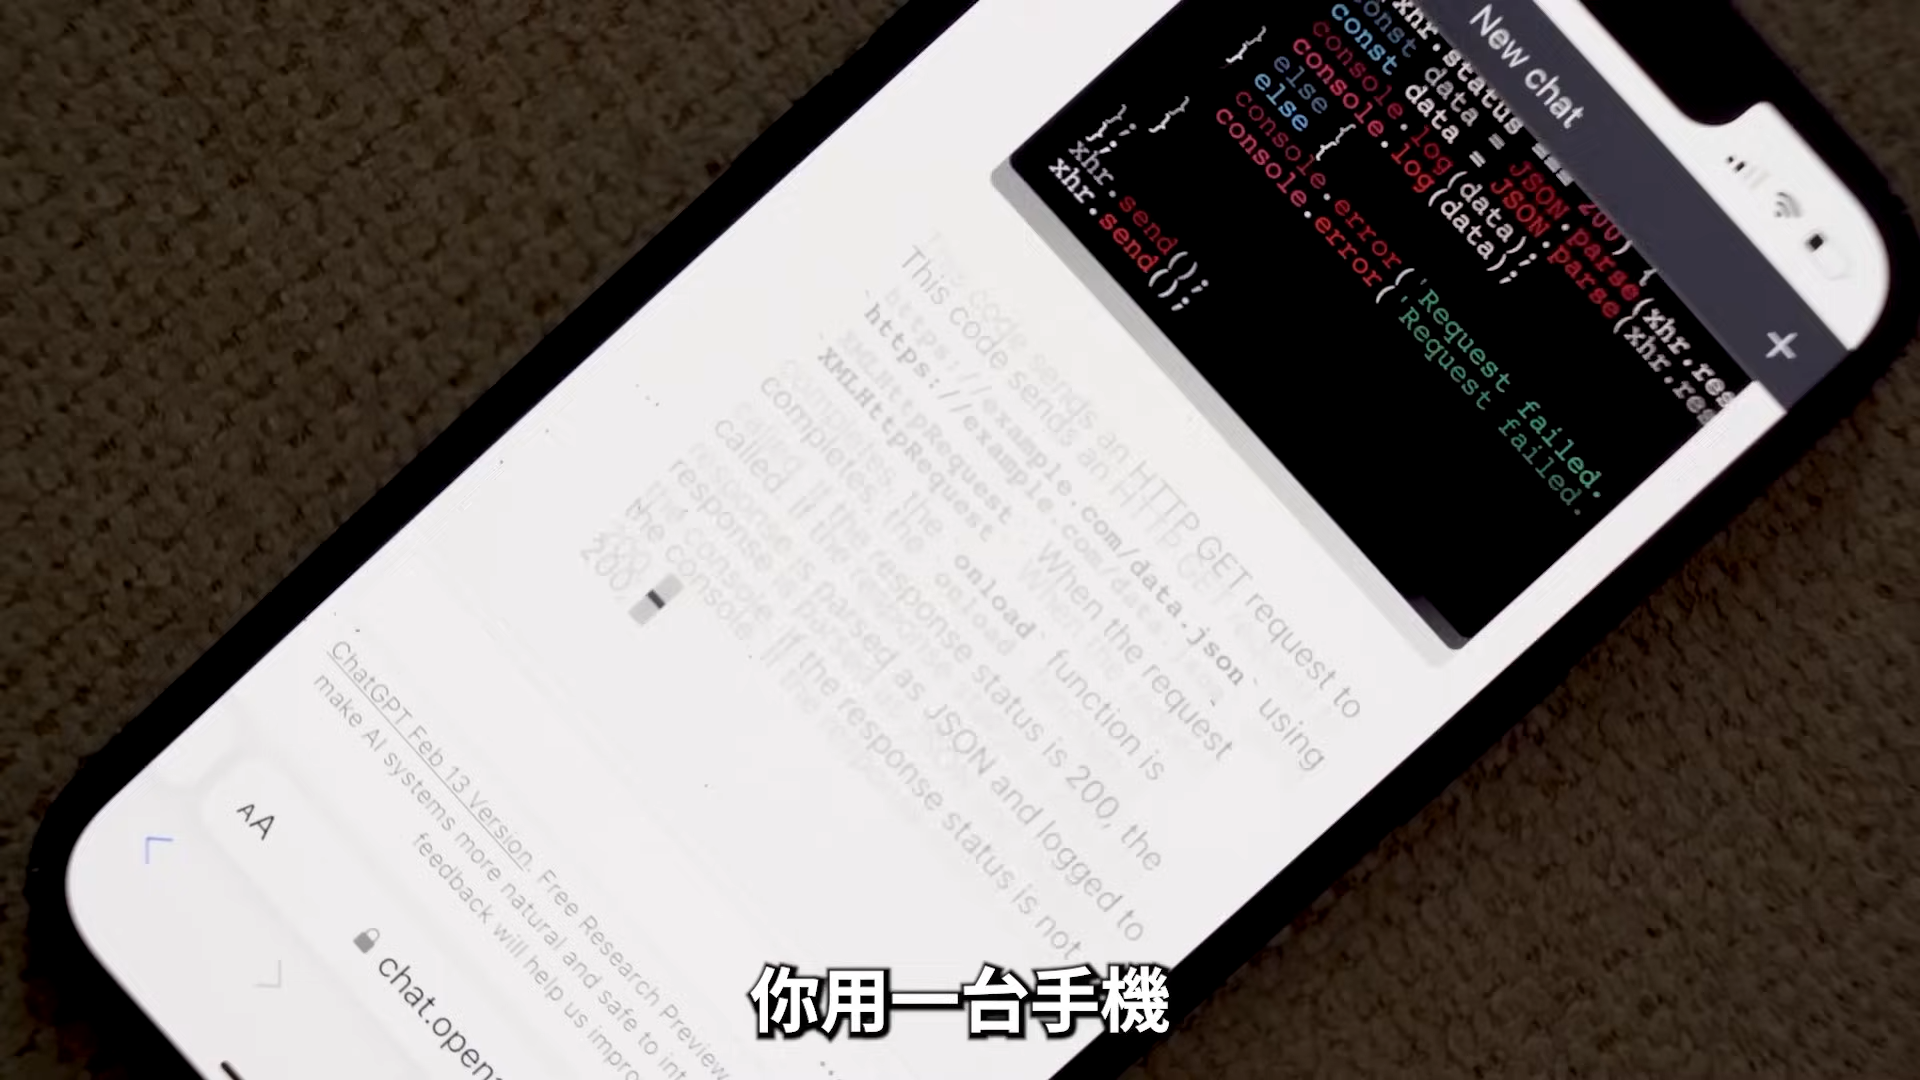 New chat
xhr.status === 200) {
const data = JSON.parse(xhr.res
console.log(data);
} else {
console.error('Request failed.
}
};
xhr.send();
This code sends an HTTP GET request to
`https://example.com/data.json` using
XMLHttpRequest`. When the request
completes, the `onload` function is
called. If the response status is 200, the
response is parsed as JSON and logged to
the console. If the response status is not
200,
ChatGPT Feb 13 Version. Free Research Preview
make AI systems more natural and safe to int
feedback will help us impro
AA
chat.opena
你用一台手機